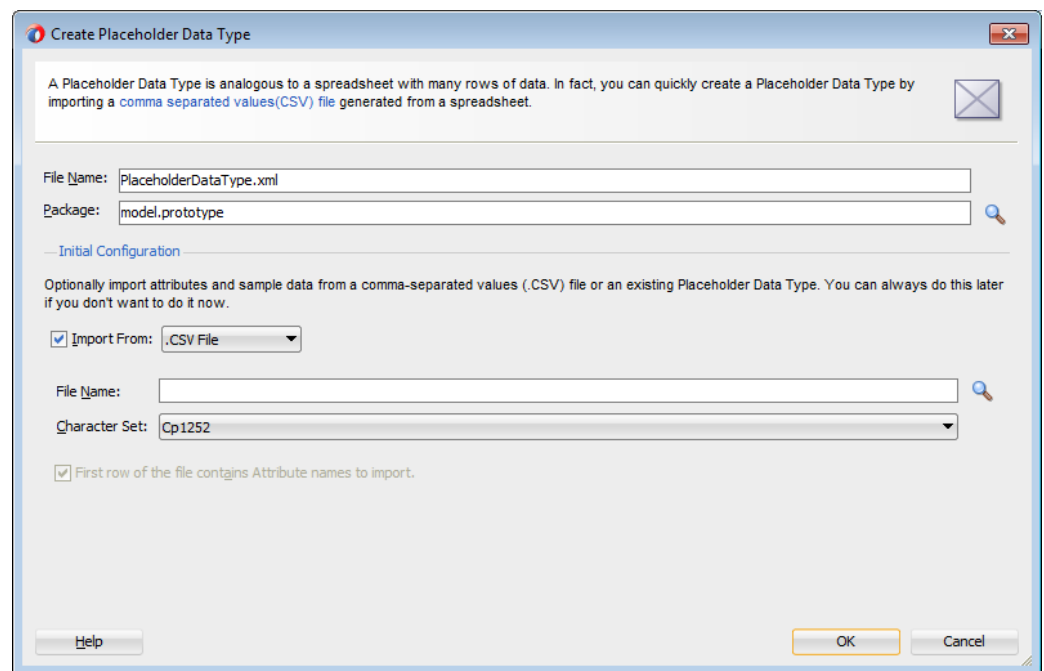 Create Placeholder Data Type
A Placeholder Data Type is analogous to a spreadsheet with many rows of data. In fact, you can quickly create a Placeholder Data Type by
importing a comma separated values(CSV) file generated from a spreadsheet.
File Name: PlaceholderDataType.xml
Package: model.prototype
Initial Configuration
Optionally import attributes and sample data from a comma-separated values (.CSV) file or an existing Placeholder Data Type. You can always do this later
if you don't want to do it now.
Import From: .CSV File
File Name:
Character Set: Cp1252
First row of the file contains Attribute names to import.
Help OK Cancel